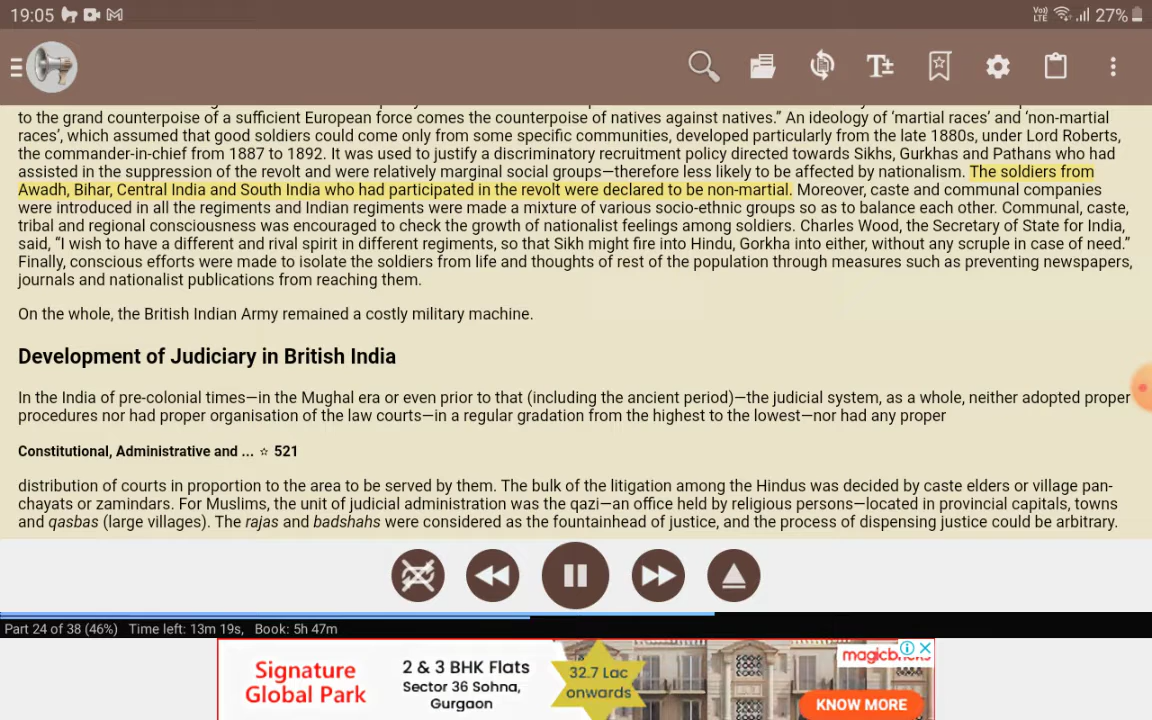 19:05
Vo)) LTE
27%
T±
to the grand counterpoise of a sufficient European force comes the counterpoise of natives against natives.” An ideology of ‘martial races’ and ‘non-martial
races’, which assumed that good soldiers could come only from some specific communities, developed particularly from the late 1880s, under Lord Roberts,
the commander-in-chief from 1887 to 1892. It was used to justify a discriminatory recruitment policy directed towards Sikhs, Gurkhas and Pathans who had
assisted in the suppression of the revolt and were relatively marginal social groups—therefore less likely to be affected by nationalism. The soldiers from
Awadh, Bihar, Central India and South India who had participated in the revolt were declared to be non-martial. Moreover, caste and communal companies
were introduced in all the regiments and Indian regiments were made a mixture of various socio-ethnic groups so as to balance each other. Communal, caste,
tribal and regional consciousness was encouraged to check the growth of nationalist feelings among soldiers. Charles Wood, the Secretary of State for India,
said, “I wish to have a different and rival spirit in different regiments, so that Sikh might fire into Hindu, Gorkha into either, without any scruple in case of need.”
Finally, conscious efforts were made to isolate the soldiers from life and thoughts of rest of the population through measures such as preventing newspapers,
journals and nationalist publications from reaching them.
On the whole, the British Indian Army remained a costly military machine.
Development of Judiciary in British India
In the India of pre-colonial times—in the Mughal era or even prior to that (including the ancient period)—the judicial system, as a whole, neither adopted proper
procedures nor had proper organisation of the law courts—in a regular gradation from the highest to the lowest—nor had any proper
Constitutional, Administrative and ... ☆ 521
distribution of courts in proportion to the area to be served by them. The bulk of the litigation among the Hindus was decided by caste elders or village pan-
chayats or zamindars. For Muslims, the unit of judicial administration was the qazi—an office held by religious persons—located in provincial capitals, towns
and qasbas (large villages). The rajas and badshahs were considered as the fountainhead of justice, and the process of dispensing justice could be arbitrary.
Part 24 of 38 (46%) Time left: 13m 19s, Book: 5h 47m
Signature
Global Park
2 & 3 BHK Flats
Sector 36 Sohna,
Gurgaon
32.7 Lac
onwards
KNOW MORE